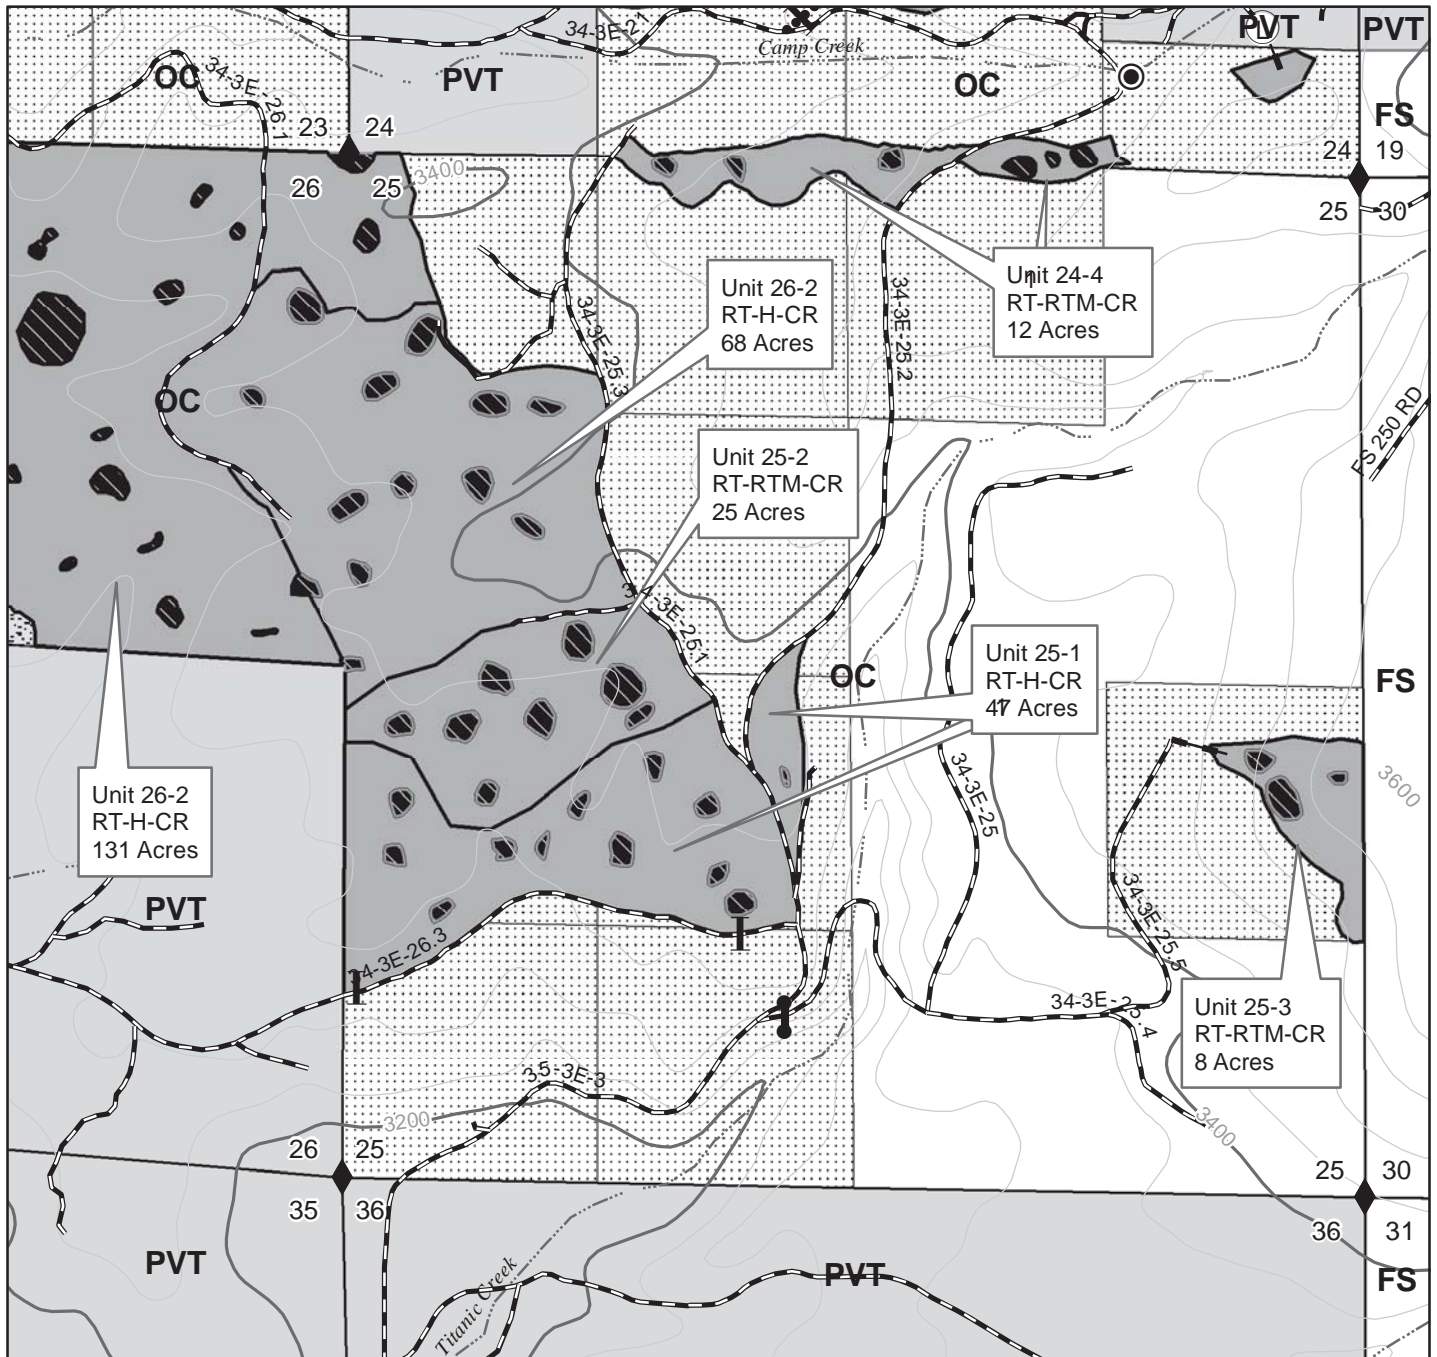 34-3E-21
Camp Creek
PVT
PVT
OC
34-3E-26.1
PVT
OC
FS
23
24
24
19
26
25
3400
25
30
Unit 26-2
RT-H-CR
68 Acres
Unit 24-4
RT-RTM-CR
12 Acres
34-3E-25.3
34-3E-25.2
OC
FS 250 RD
Unit 25-2
RT-RTM-CR
25 Acres
34-3E-25.1
Unit 25-1
RT-H-CR
Acres
OC
FS
34-3E-25
3600
Unit 26-2
RT-H-CR
131 Acres
PVT
34-3E-26.3
34-3E-25.5
34-3E-25.4
Unit 25-3
RT-RTM-CR
8 Acres
35-3E-3
3200
3400
26
25
25
30
35
36
36
31
PVT
PVT
FS
Titanic Creek